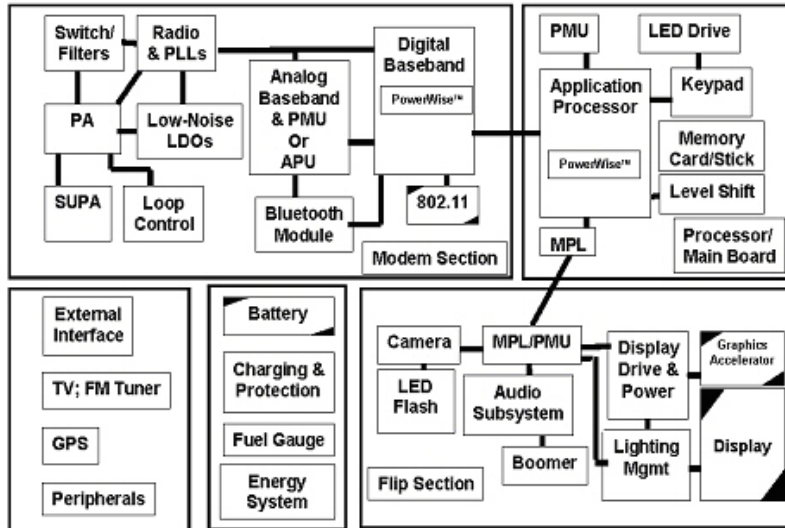 Switch/
Filters
Radio
& PLLs
Digital
Baseband
PowerWise™
Analog
Baseband
& PMU
Or
APU
PA
Low-Noise
LDOs
SUPA
Loop
Control
Bluetooth
Module
802.11
Modem Section
PMU
LED Drive
Application
Processor
PowerWise™
Keypad
Memory
Card/Stick
Level Shift
MPL
Processor/
Main Board
External
Interface
TV; FM Tuner
GPS
Peripherals
Battery
Charging &
Protection
Fuel Gauge
Energy
System
Camera
MPL/PMU
Display
Drive &
Power
Graphics
Accelerator
LED
Flash
Audio
Subsystem
Boomer
Lighting
Mgmt
Display
Flip Section